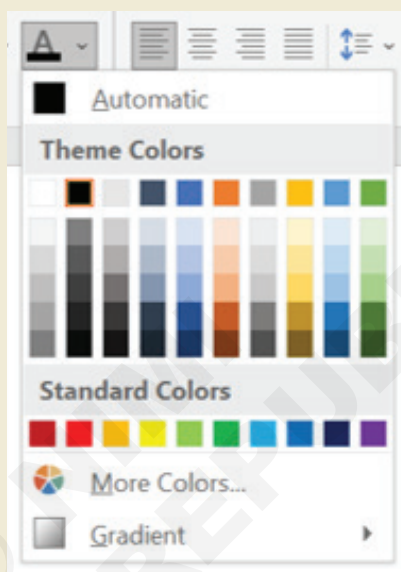 A
Automatic
Theme Colors
Standard Colors
More Colors...
Gradient